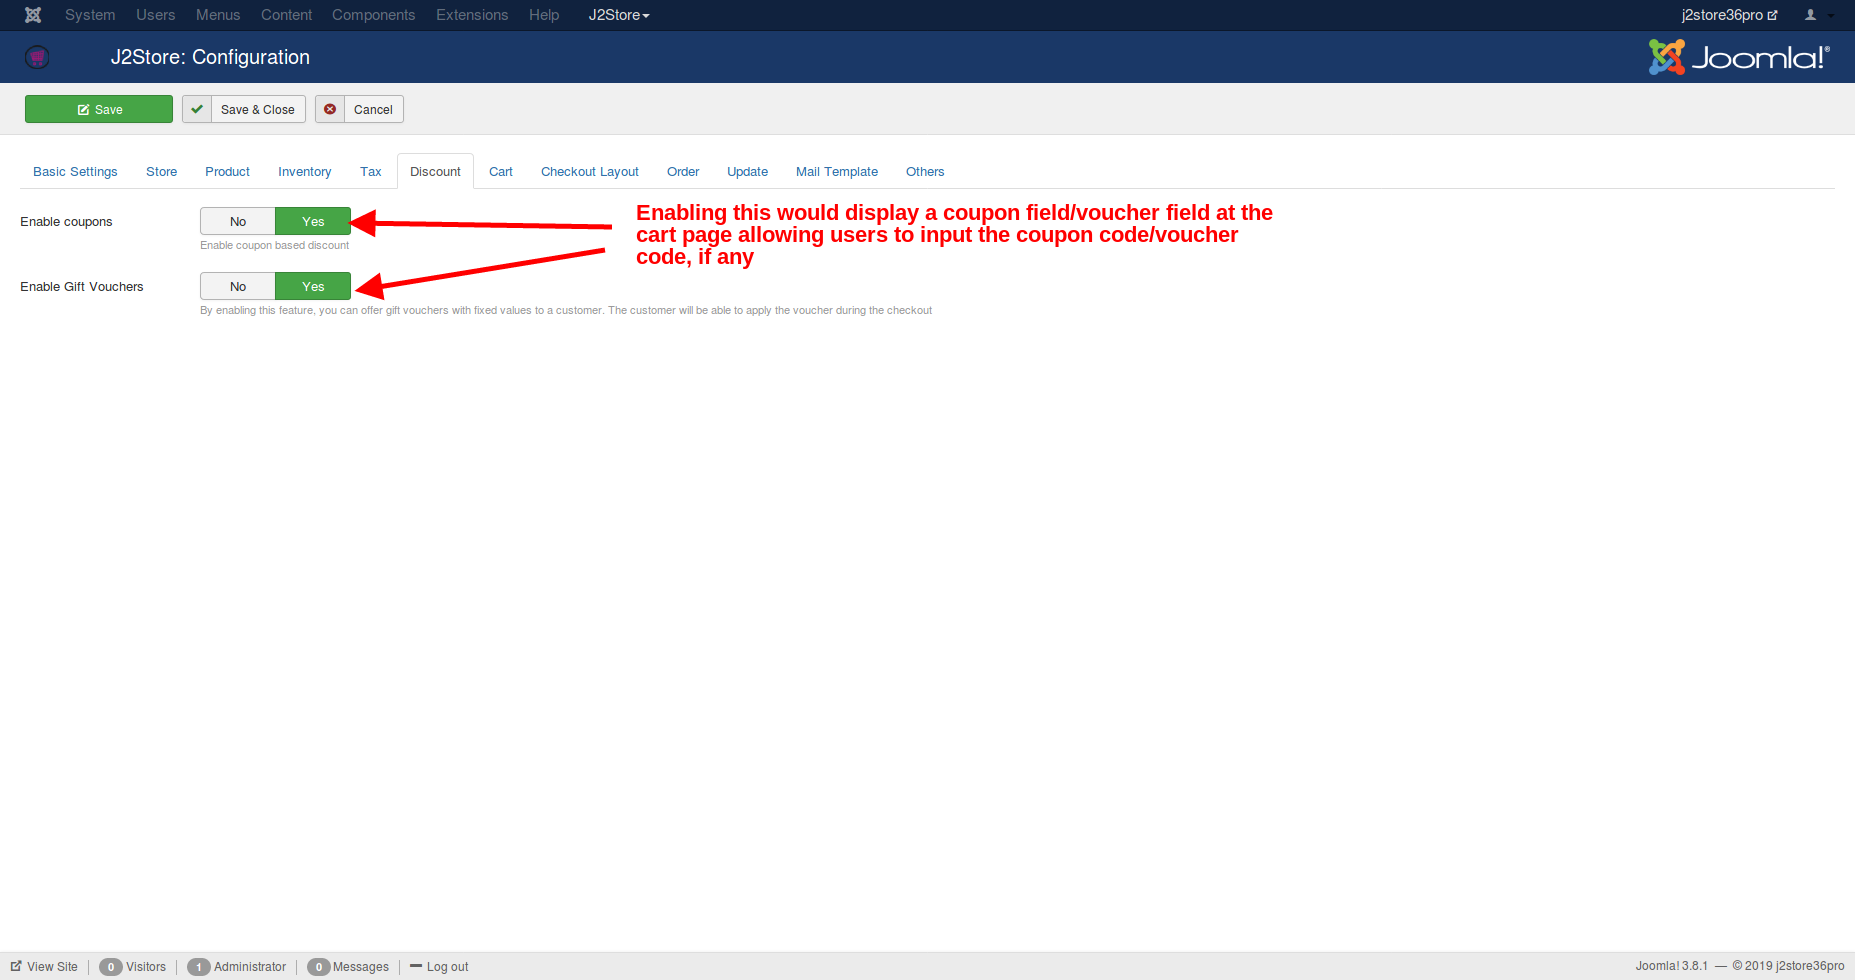 System Users Menus Content Components Extensions Help J2Store j2store36pro
J2Store: Configuration Joomla!®
Save Save & Close Cancel
Basic Settings Store Product Inventory Tax Discount Cart Checkout Layout Order Update Mail Template Others
Enable coupons No Yes
Enable coupon based discount
Enabling this would display a coupon field/voucher field at the
cart page allowing users to input the coupon code/voucher
code, if any
Enable Gift Vouchers No Yes
By enabling this feature, you can offer gift vouchers with fixed values to a customer. The customer will be able to apply the voucher during the checkout
View Site 0 Visitors 1 Administrator 0 Messages Log out Joomla! 3.8.1 — © 2019 j2store36pro